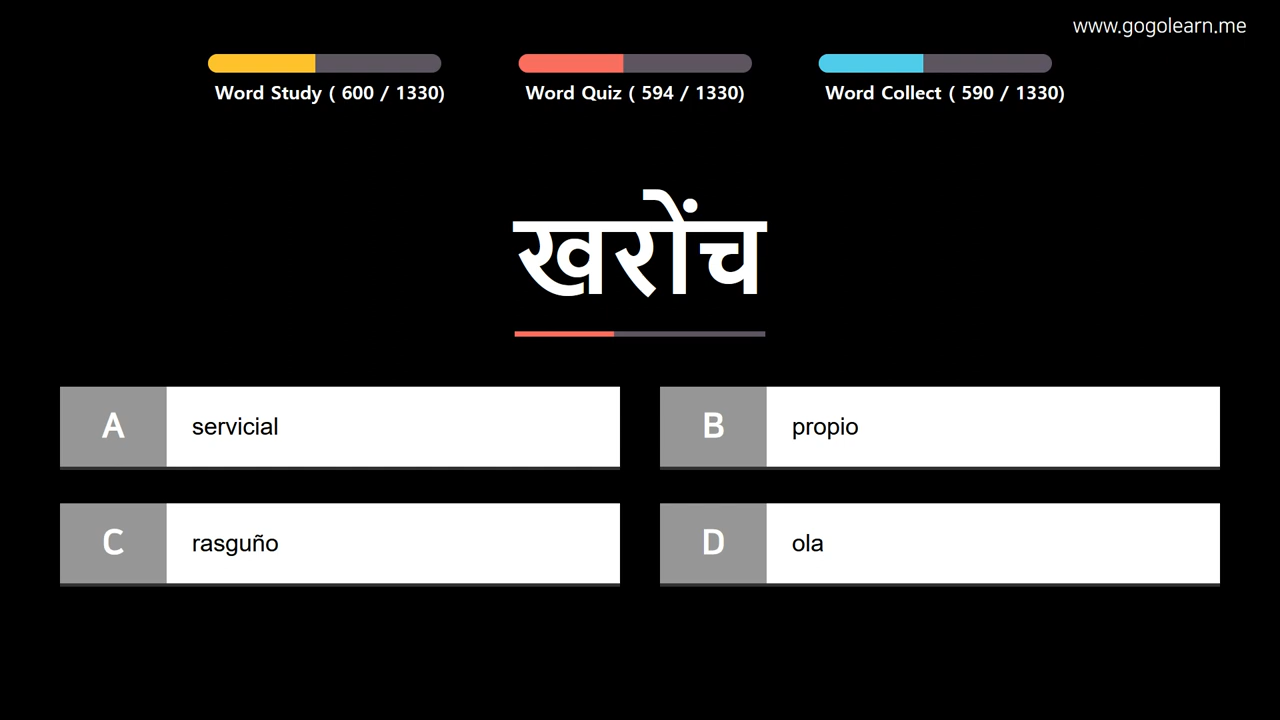 www.gogolearn.me
Word Study ( 600 / 1330)
Word Quiz ( 594 / 1330)
Word Collect ( 590 / 1330)
खरोंच
A servicial
B propio
C rasguño
D ola